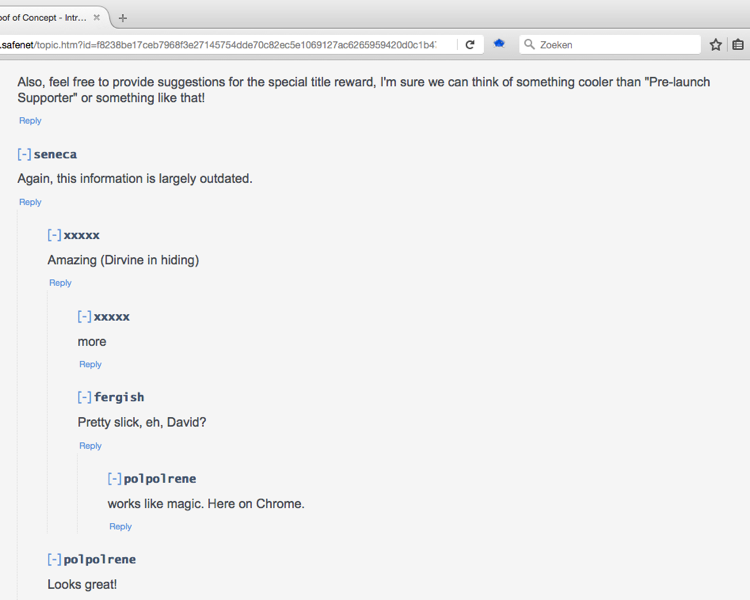 oof of Concept - Intr...
.safenet/topic.htm?id=f8238be17ceb7968f3e27145754dde70c82ec5e1069127ac6265959420d0c1b47
Zoeken
Also, feel free to provide suggestions for the special title reward, I'm sure we can think of something cooler than "Pre-launch
Supporter" or something like that!
Reply
[-] seneca
Again, this information is largely outdated.
Reply
[-] xxxxx
Amazing (Dirvine in hiding)
Reply
[-] xxxxx
more
Reply
[-] fergish
Pretty slick, eh, David?
Reply
[-] polpolrene
works like magic. Here on Chrome.
Reply
[-] polpolrene
Looks great!